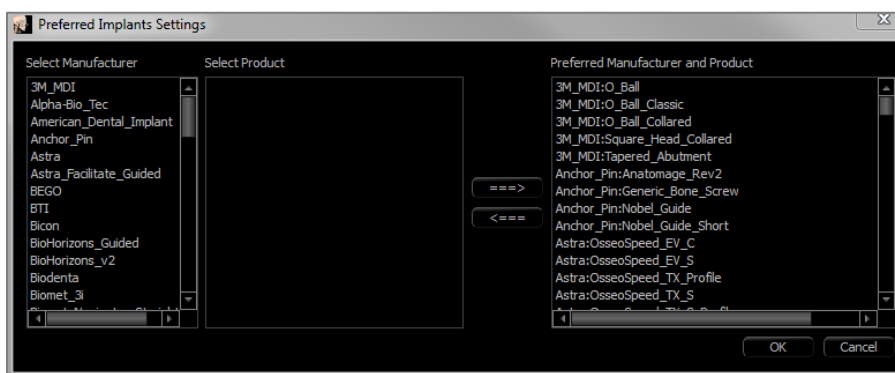 Preferred Implants Settings
Select Manufacturer
Select Product
Preferred Manufacturer and Product
3M_MDI
Alpha-Bio_Tec
American_Dental_Implant
Anchor_Pin
Astra
Astra_Facilitate_Guided
BEGO
BTI
Bicon
BioHorizons_Guided
BioHorizons_v2
Biodenta
Biomet_3i
===>
<===
3M_MDI:O_Ball
3M_MDI:O_Ball_Classic
3M_MDI:O_Ball_Collared
3M_MDI:Square_Head_Collared
3M_MDI:Tapered_Abutment
Anchor_Pin:Anatomage_Rev2
Anchor_Pin:Generic_Bone_Screw
Anchor_Pin:Nobel_Guide
Anchor_Pin:Nobel_Guide_Short
Astra:OsseoSpeed_EV_C
Astra:OsseoSpeed_EV_S
Astra:OsseoSpeed_TX_Profile
Astra:OsseoSpeed_TX_S
OK
Cancel